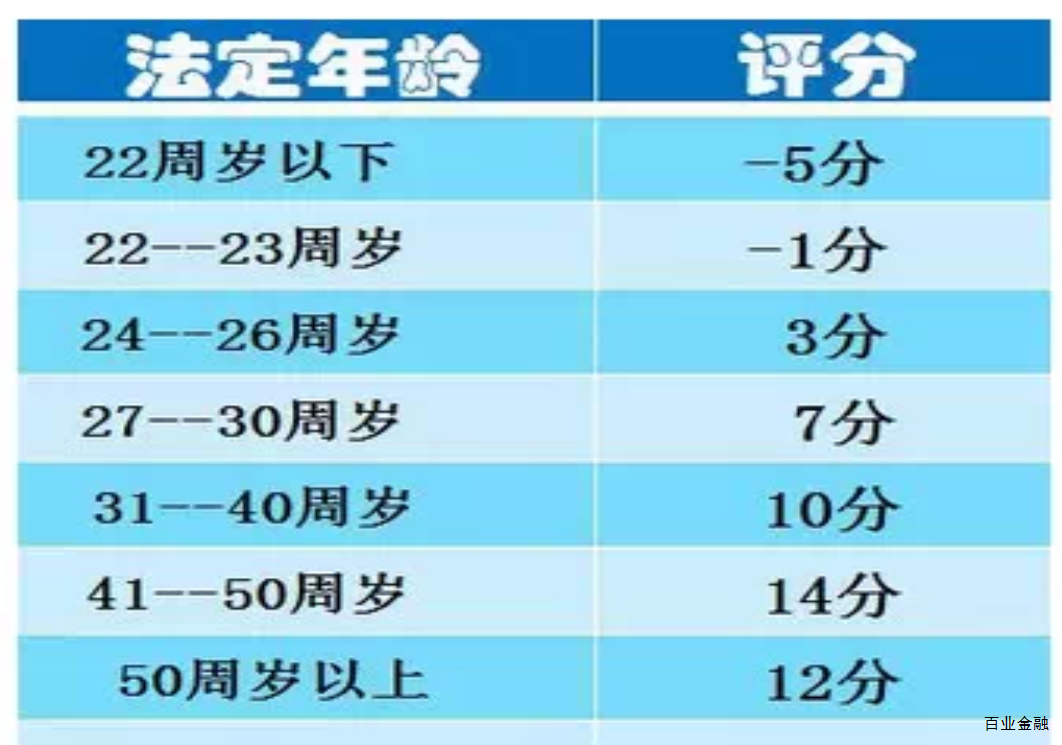 法定年龄 评分
22周岁以下 -5分
22--23周岁 -1分
24--26周岁 3分
27--30周岁 7分
31--40周岁 10分
41--50周岁 14分
50周岁以上 12分
百业金融